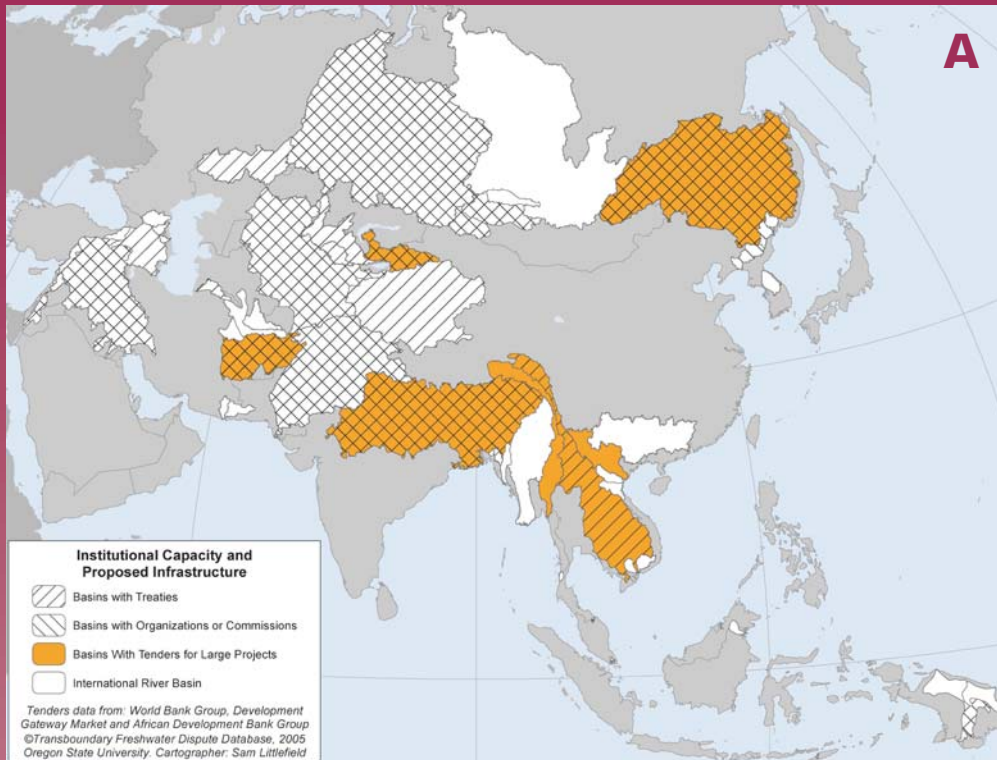 A
Institutional Capacity and
Proposed Infrastructure
Basins with Treaties
Basins with Organizations or Commissions
Basins With Tenders for Large Projects
International River Basin
Tenders data from: World Bank Group, Development
Gateway Market and African Development Bank Group
©Transboundary Freshwater Dispute Database, 2005
Oregon State University. Cartographer: Sam Littlefield